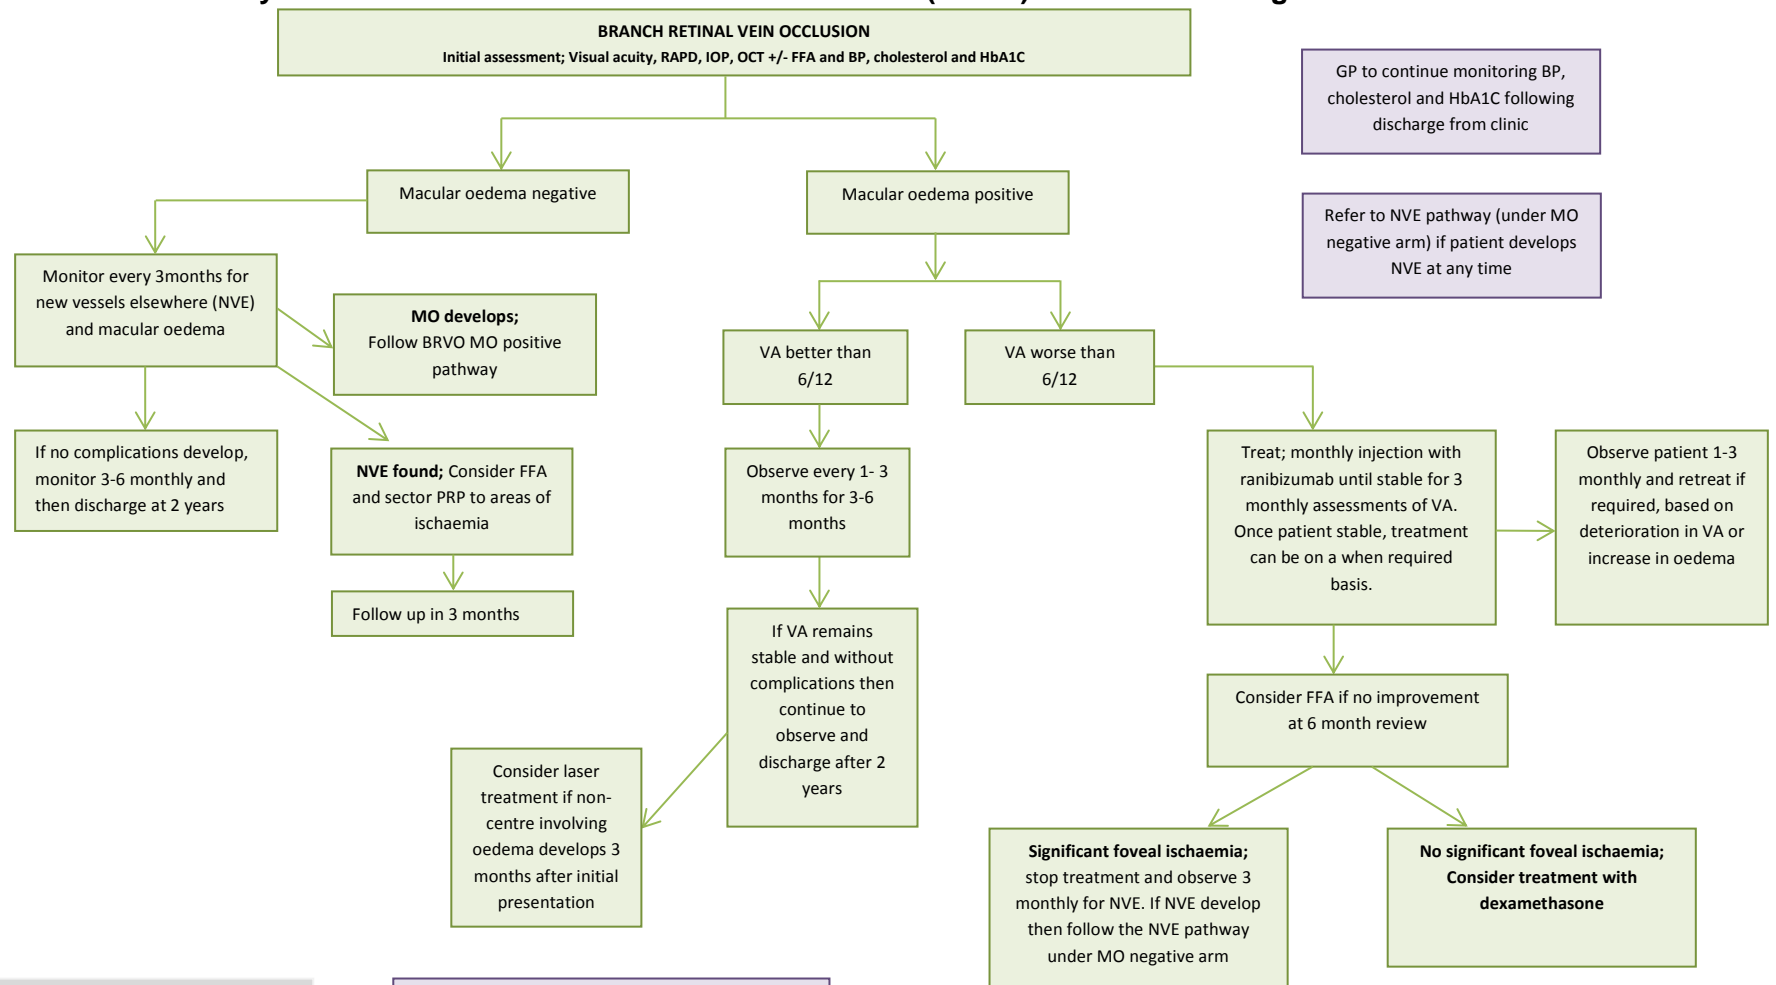 BRANCH RETINAL VEIN OCCLUSION
Initial assessment; Visual acuity, RAPD, IOP, OCT +/- FFA and BP, cholesterol and HbA1C
GP to continue monitoring BP,
cholesterol and HbA1C following
discharge from clinic
Macular oedema negative
Macular oedema positive
Refer to NVE pathway (under MO
negative arm) if patient develops
NVE at any time
Monitor every 3months for
new vessels elsewhere (NVE)
and macular oedema
MO develops;
Follow BRVO MO positive
pathway
VA better than
6/12
VA worse than
6/12
If no complications develop,
monitor 3-6 monthly and
then discharge at 2 years
NVE found; Consider FFA
and sector PRP to areas of
ischaemia
Observe every 1- 3
months for 3-6
months
Treat; monthly injection with
ranibizumab until stable for 3
monthly assessments of VA.
Once patient stable, treatment
can be on a when required
basis.
Observe patient 1-3
monthly and retreat if
required, based on
deterioration in VA or
increase in oedema
Follow up in 3 months
If VA remains
stable and without
complications then
continue to
observe and
discharge after 2
years
Consider FFA if no improvement
at 6 month review
Consider laser
treatment if non-
centre involving
oedema develops 3
months after initial
presentation
Significant foveal ischaemia;
stop treatment and observe 3
monthly for NVE. If NVE develop
then follow the NVE pathway
under MO negative arm
No significant foveal ischaemia;
Consider treatment with
dexamethasone